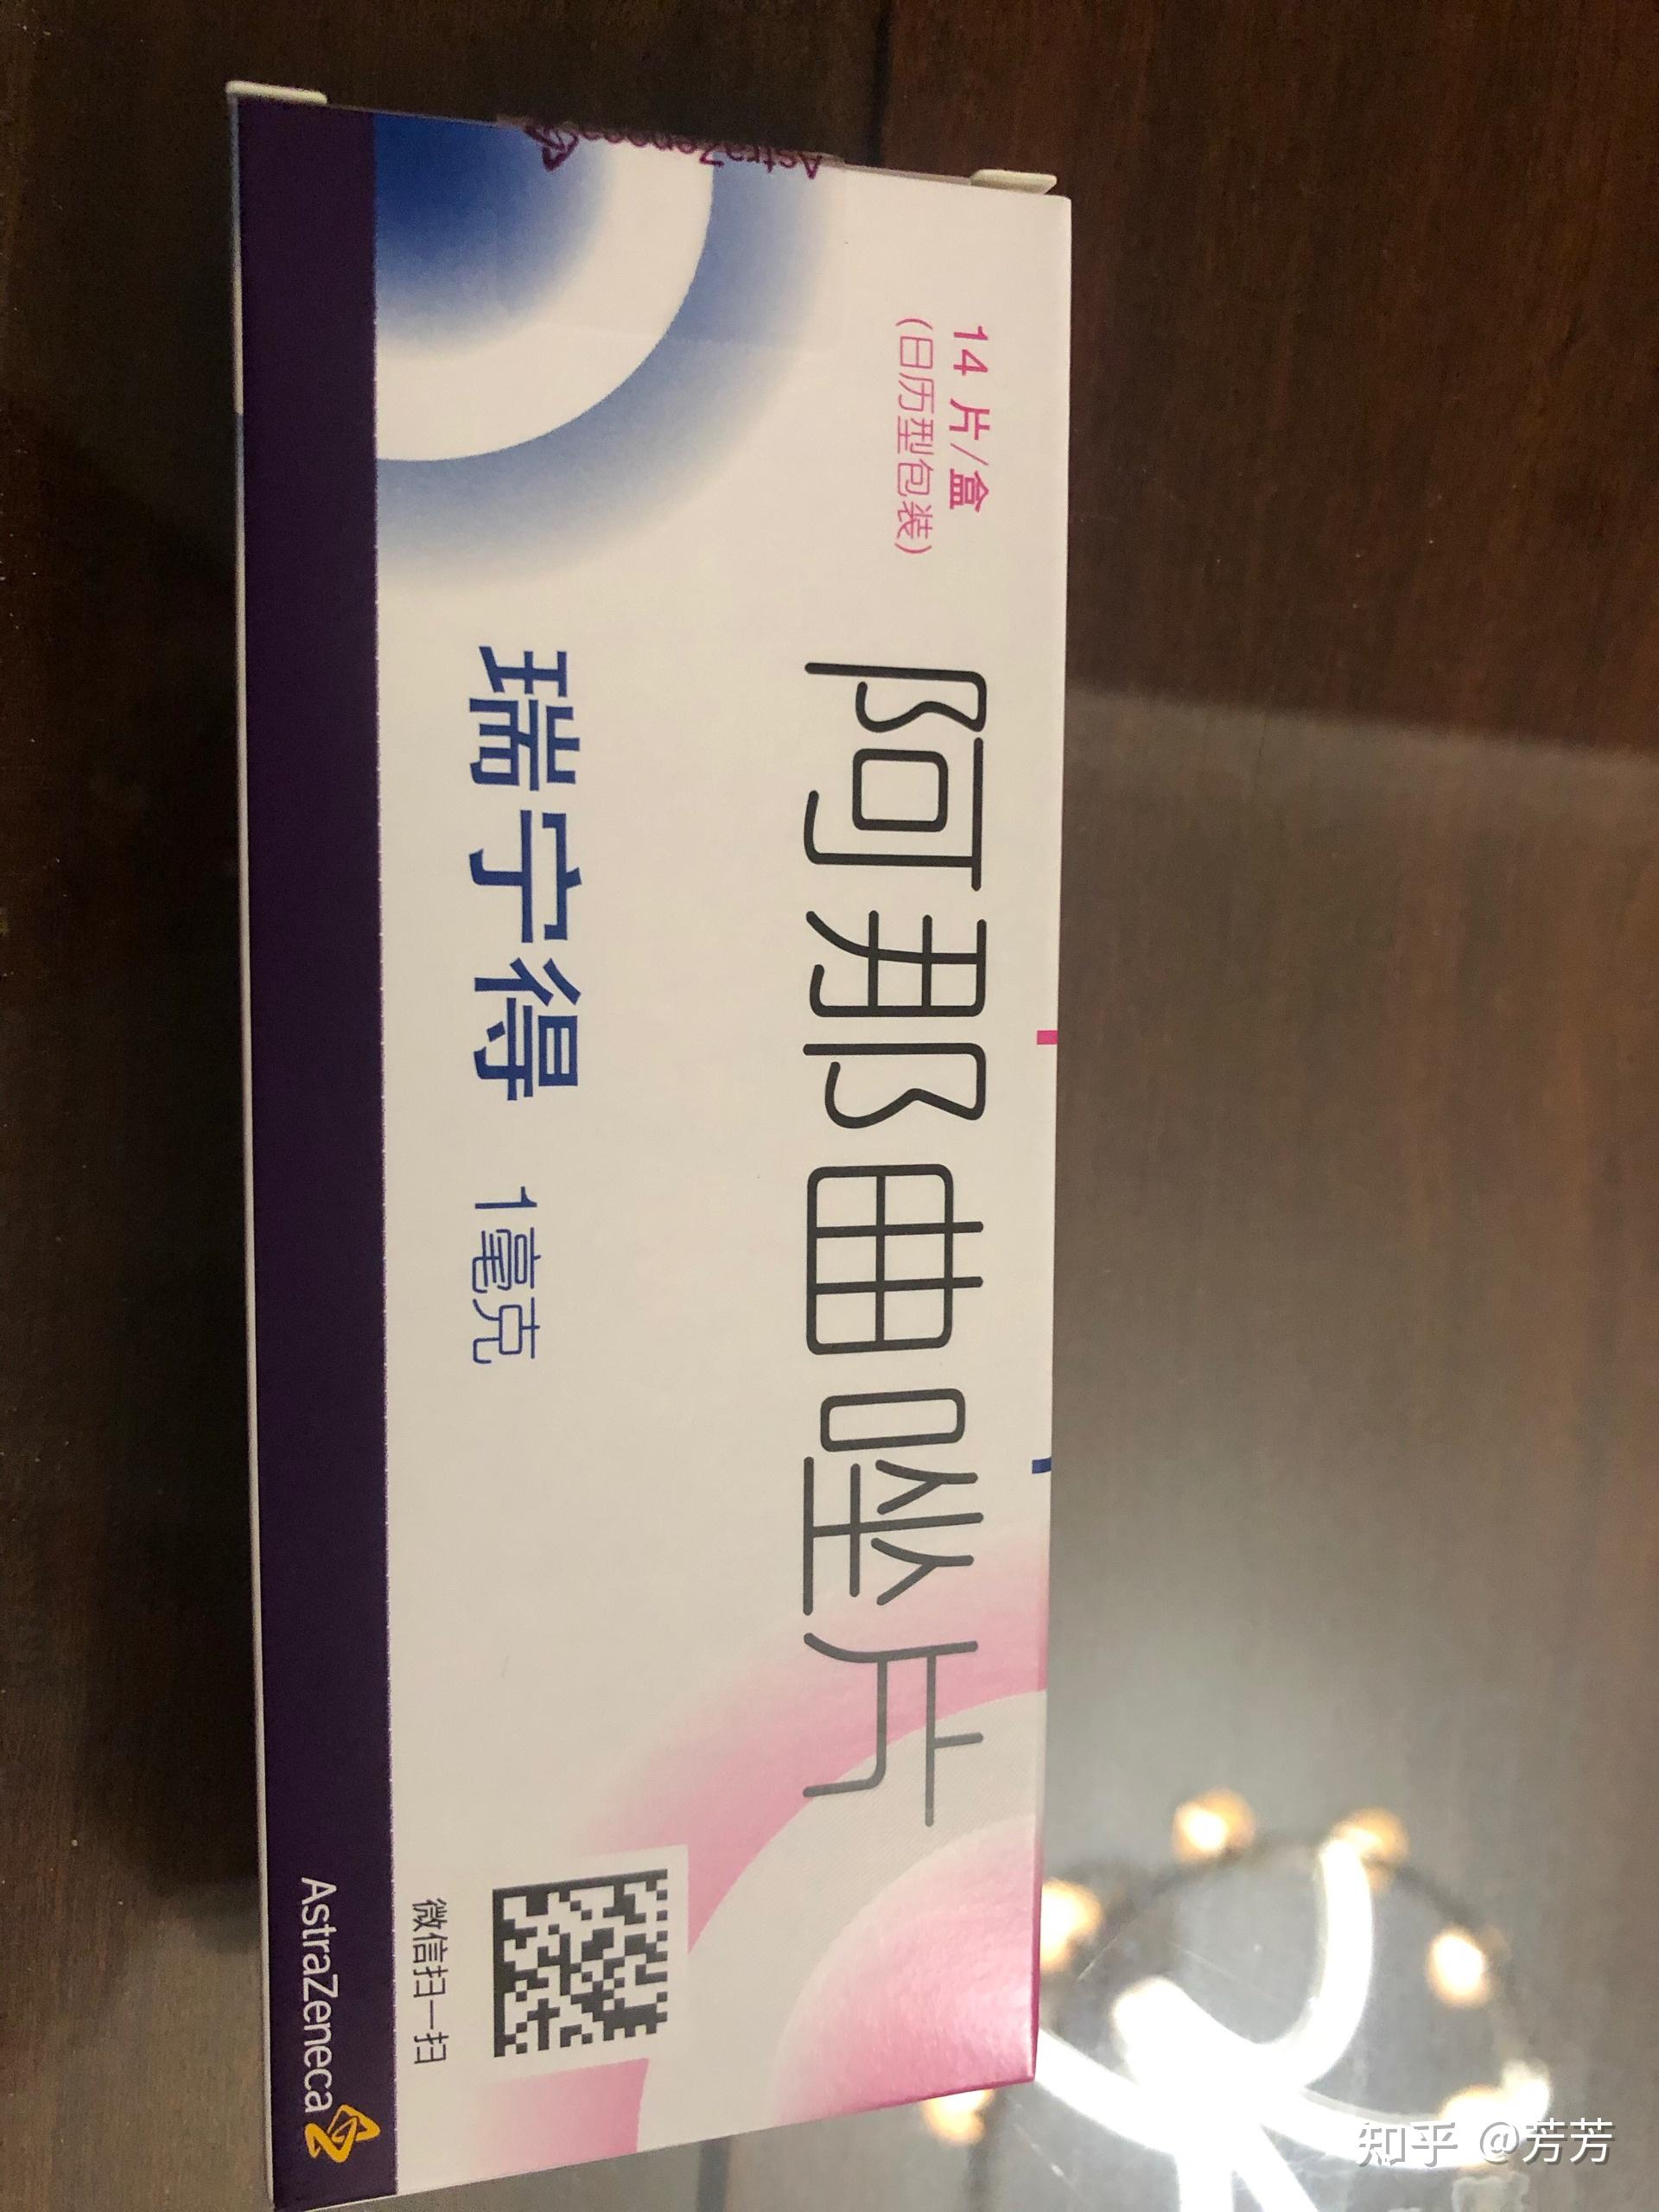 AstraZeneca
14 片/盒
(日历型包装)
阿那曲唑片
瑞宁得 1毫克
微信扫一扫
AstraZeneca
知乎 @芳芳